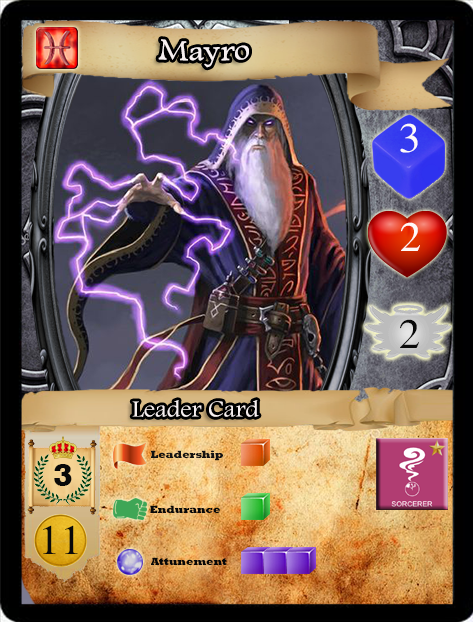 Mayro
3
2
2
Leader Card
3
Leadership
Endurance
11
Attunement
SORCERER